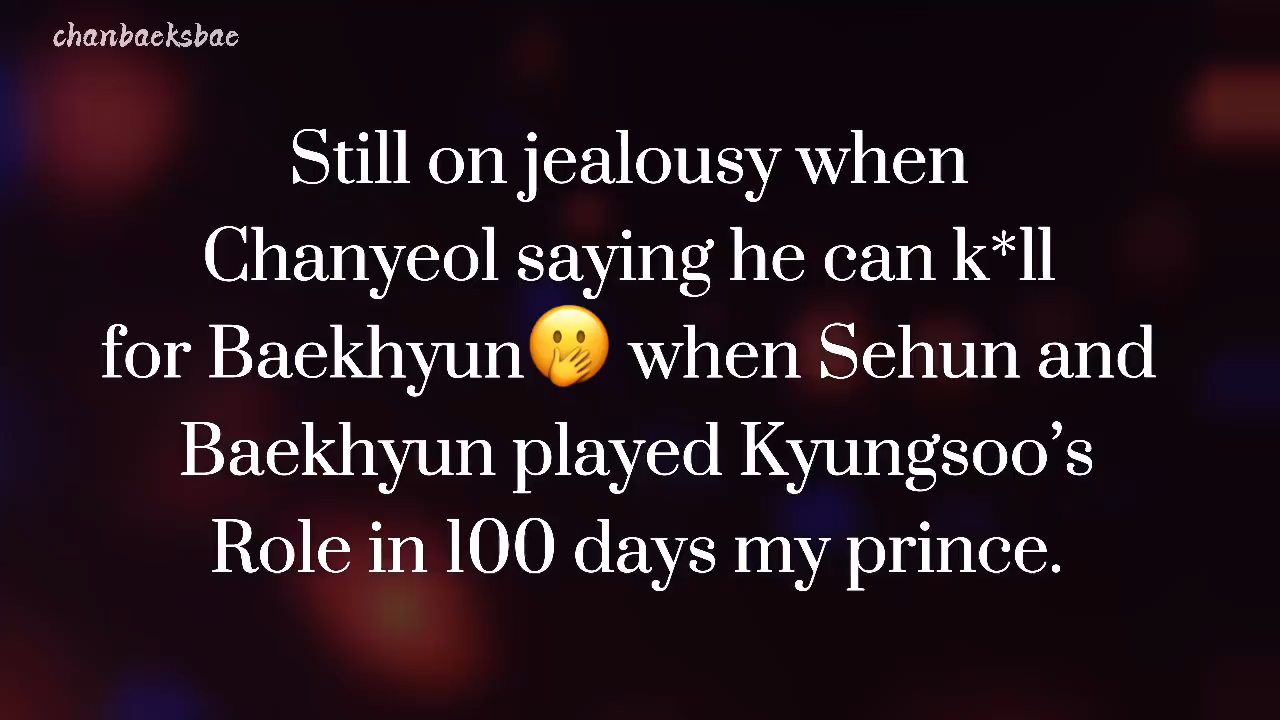 chanbaeksbae
Still on jealousy when
Chanyeol saying he can k*ll
for Baekhyun🫢 when Sehun and
Baekhyun played Kyungsoo’s
Role in 100 days my prince.